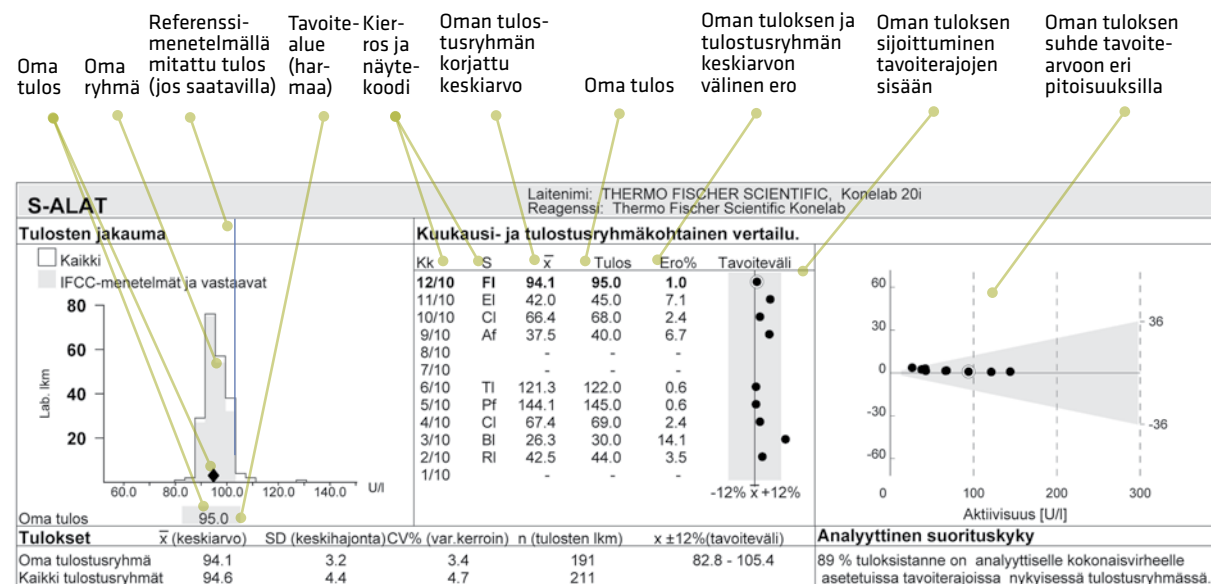 Oma
tulos
Oma
ryhmä
Referenssi-
menetelmällä
mitattu tulos
(jos saatavilla)
Tavoite-
alue
(har-
maa)
Kier-
ros ja
näyte-
koodi
Oman tulos-
tusryhmän
korjattu
keskiarvo
Oma tulos
Oman tuloksen ja
tulostusryhmän
keskiarvon
välinen ero
Oman tuloksen
sijoittuminen
tavoiterajojen
sisään
Oman tuloksen
suhde tavoite-
arvoon eri
pitoisuuksilla
S-ALAT
Laitenimi: THERMO FISCHER SCIENTIFIC, Konelab 20i
Reagenssi: Thermo Fischer Scientific Konelab
Tulosten jakauma
Kaikki
IFCC-menetelmät ja vastaavat
80
60
40
20
Lab. lkm
60.0 80.0 100.0 120.0 140.0 U/l
Oma tulos 95.0
Kuukausi- ja tulostusryhmäkohtainen vertailu.
Kk S x̄ Tulos Ero% Tavoiteväli
12/10 FI 94.1 95.0 1.0
11/10 EI 42.0 45.0 7.1
10/10 CI 66.4 68.0 2.4
9/10 Af 37.5 40.0 6.7
8/10 - - -
7/10 - - -
6/10 TI 121.3 122.0 0.6
5/10 Pf 144.1 145.0 0.6
4/10 CI 67.4 69.0 2.4
3/10 BI 26.3 30.0 14.1
2/10 RI 42.5 44.0 3.5
1/10 - - -
-12% x̄ +12%
60
30
0
-30
-60
36
-36
0 100 200 300
Aktiivisuus [U/l]
Tulokset x̄ (keskiarvo) SD (keskihajonta) CV% (var.kerroin) n (tulosten lkm) x ±12%(tavoiteväli)
Oma tulostusryhmä 94.1 3.2 3.4 191 82.8 - 105.4
Kaikki tulostusryhmät 94.6 4.4 4.7 211
Analyyttinen suorituskyky
89 % tuloksistanne on analyyttiselle kokonaisvirheelle
asetetuissa tavoiterajoissa nykyisessä tulostusryhmässä.